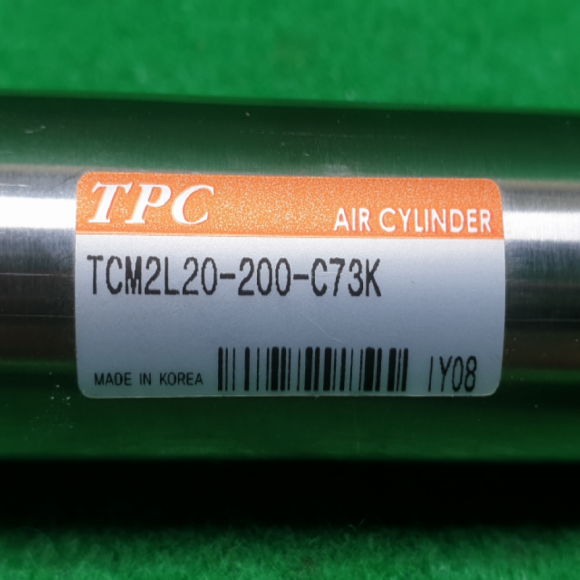 TPC
AIR CYLINDER
TCM2L20-200-C73K
MADE IN KOREA
IY08